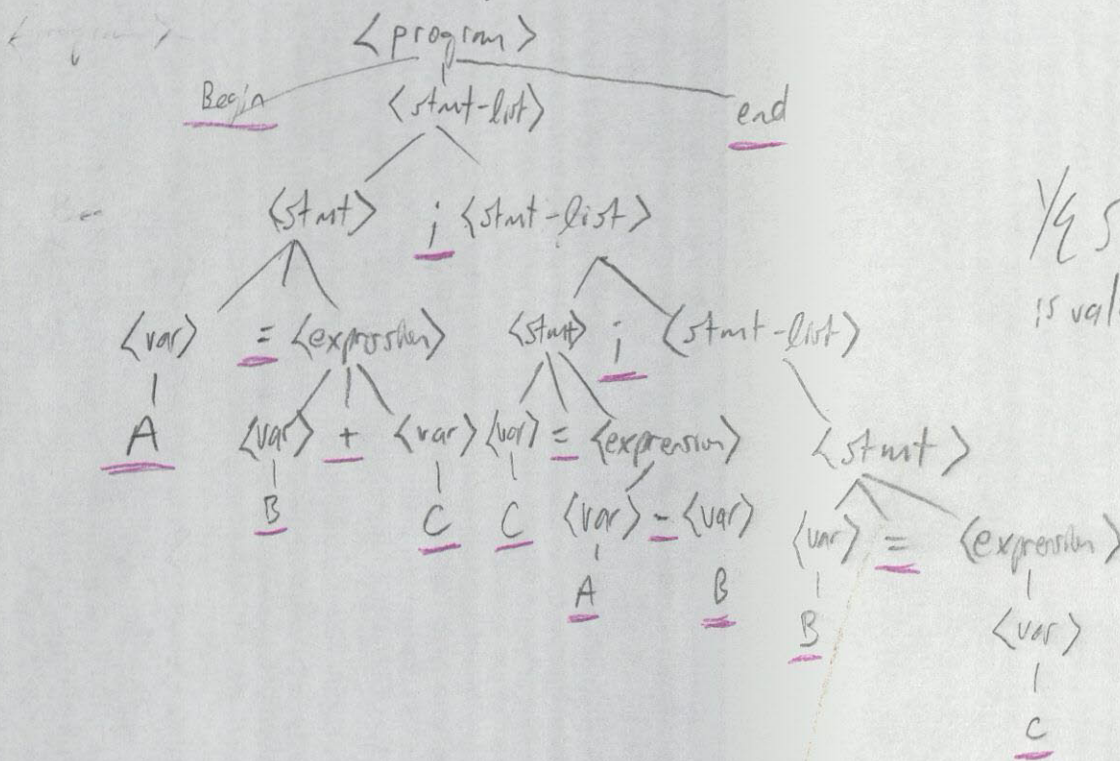 <program>
<program>
Begin <stmt-list> end
<stmt> ; <stmt-list>
<var> = <expression> <stmt> ; <stmt-list>
A <var> + <var> <var> = <expression> <stmt>
B C C <var> - <var> <var> = <expression>
A B B <var>
C
is val